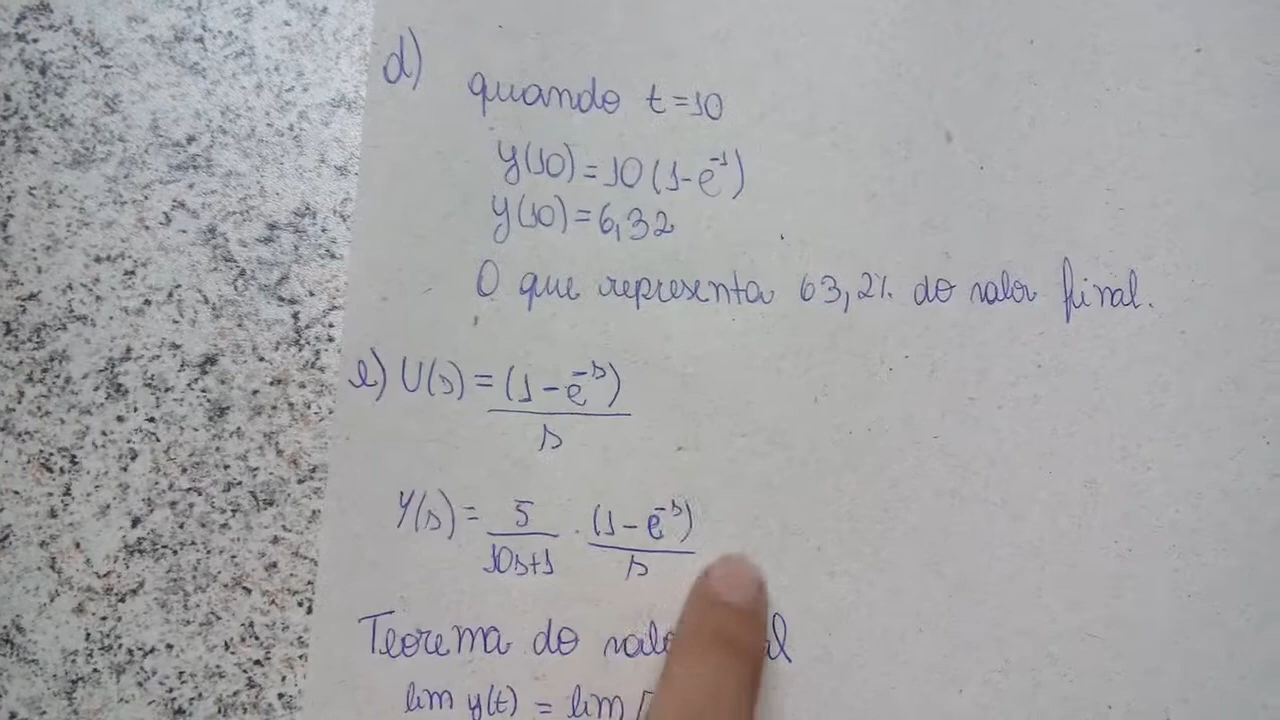 d)
quando t=10
y(10)=10(1-e⁻¹)
y(10)=6,32
O que representa 63,2% do valor final.
e) U(s) = (1-e⁻ˢ)/s
Y(s) = 5/(10s+1) . (1-e⁻ˢ)/s
Teorema do
lim y(t) = lim [